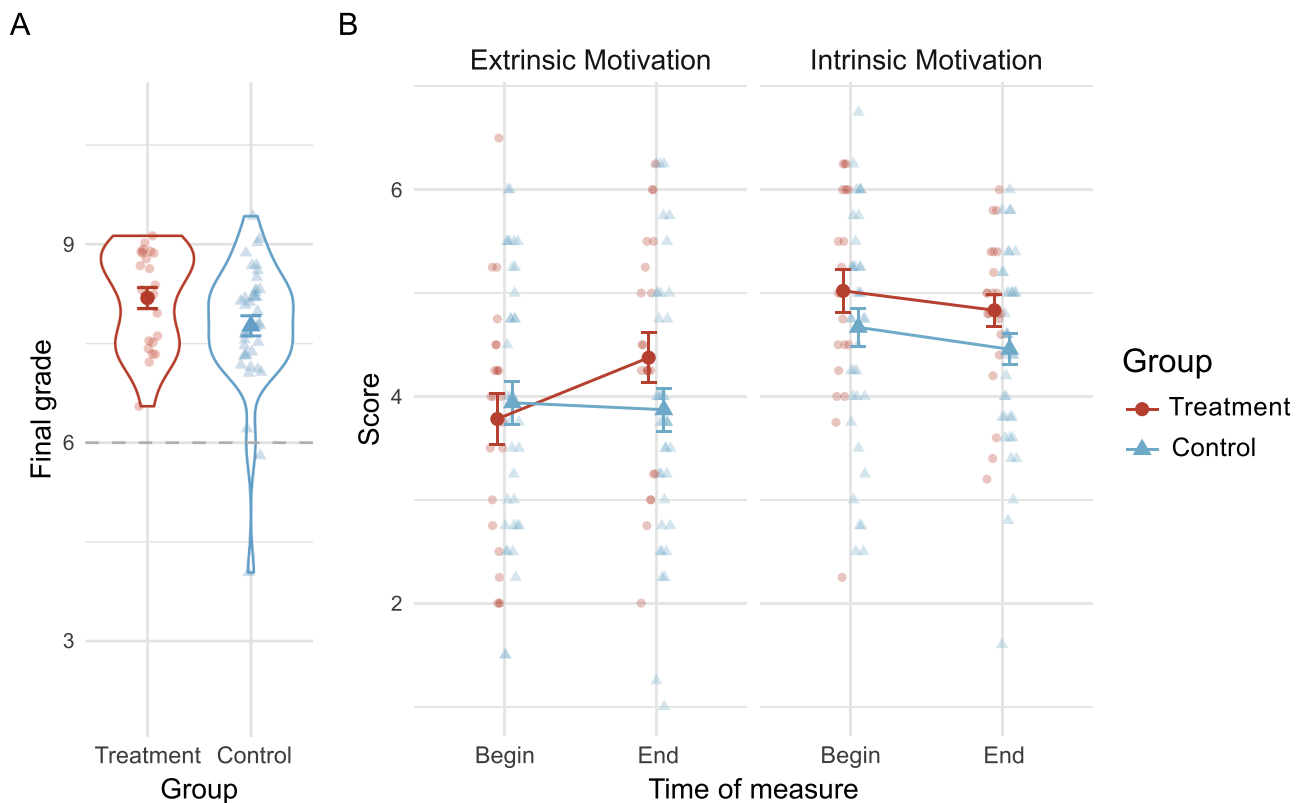 A
B
Extrinsic Motivation
Intrinsic Motivation
Final grade
9
6
3
Treatment
Control
Group
Score
6
4
2
Begin
End
Begin
End
Time of measure
Group
Treatment
Control